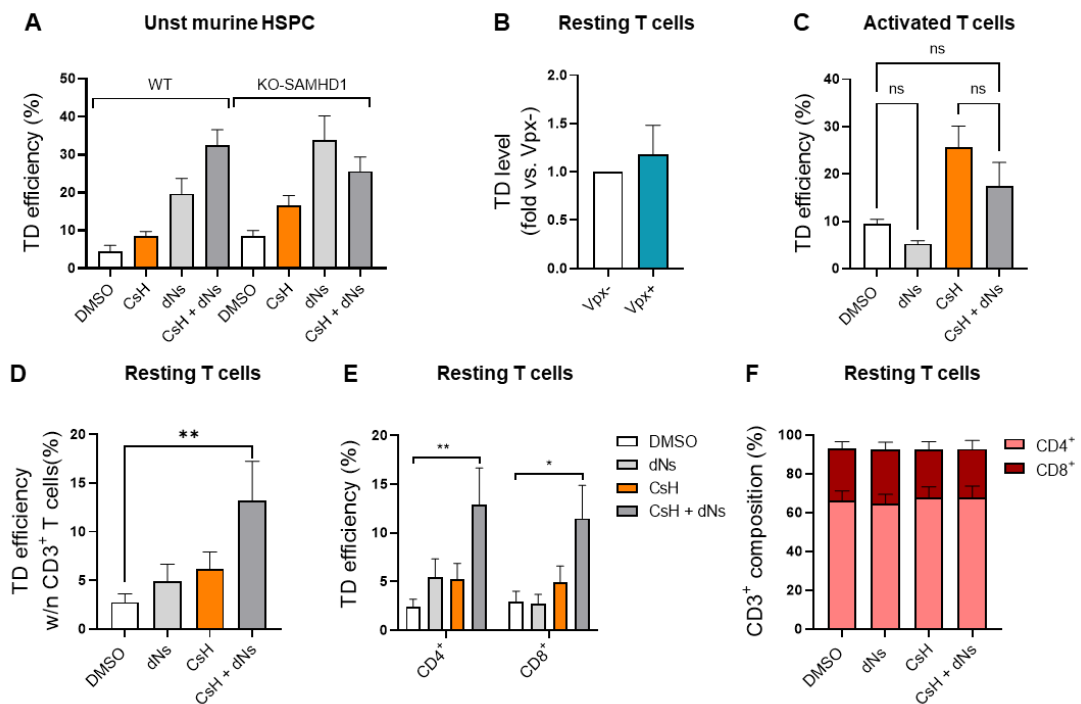 A
Unst murine HSPC
TD efficiency (%)
50
40
30
20
10
0
WT
KO-SAMHD1
DMSO
CsH
dNs
CsH + dNs
DMSO
CsH
dNs
CsH + dNs
B
Resting T cells
TD level
(fold vs. Vpx-)
2.0
1.5
1.0
0.5
0.0
Vpx-
Vpx+
C
Activated T cells
TD efficiency (%)
40
30
20
10
0
ns
ns
ns
DMSO
dNs
CsH
CsH + dNs
D
Resting T cells
TD efficiency
w/n CD3⁺ T cells(%)
20
15
10
5
0
**
DMSO
dNs
CsH
CsH + dNs
E
Resting T cells
TD efficiency (%)
20
15
10
5
0
**
*
CD4⁺
CD8⁺
DMSO
dNs
CsH
CsH + dNs
F
Resting T cells
CD3⁺ composition (%)
100
80
60
40
20
0
DMSO
dNs
CsH
CsH + dNs
CD4⁺
CD8⁺